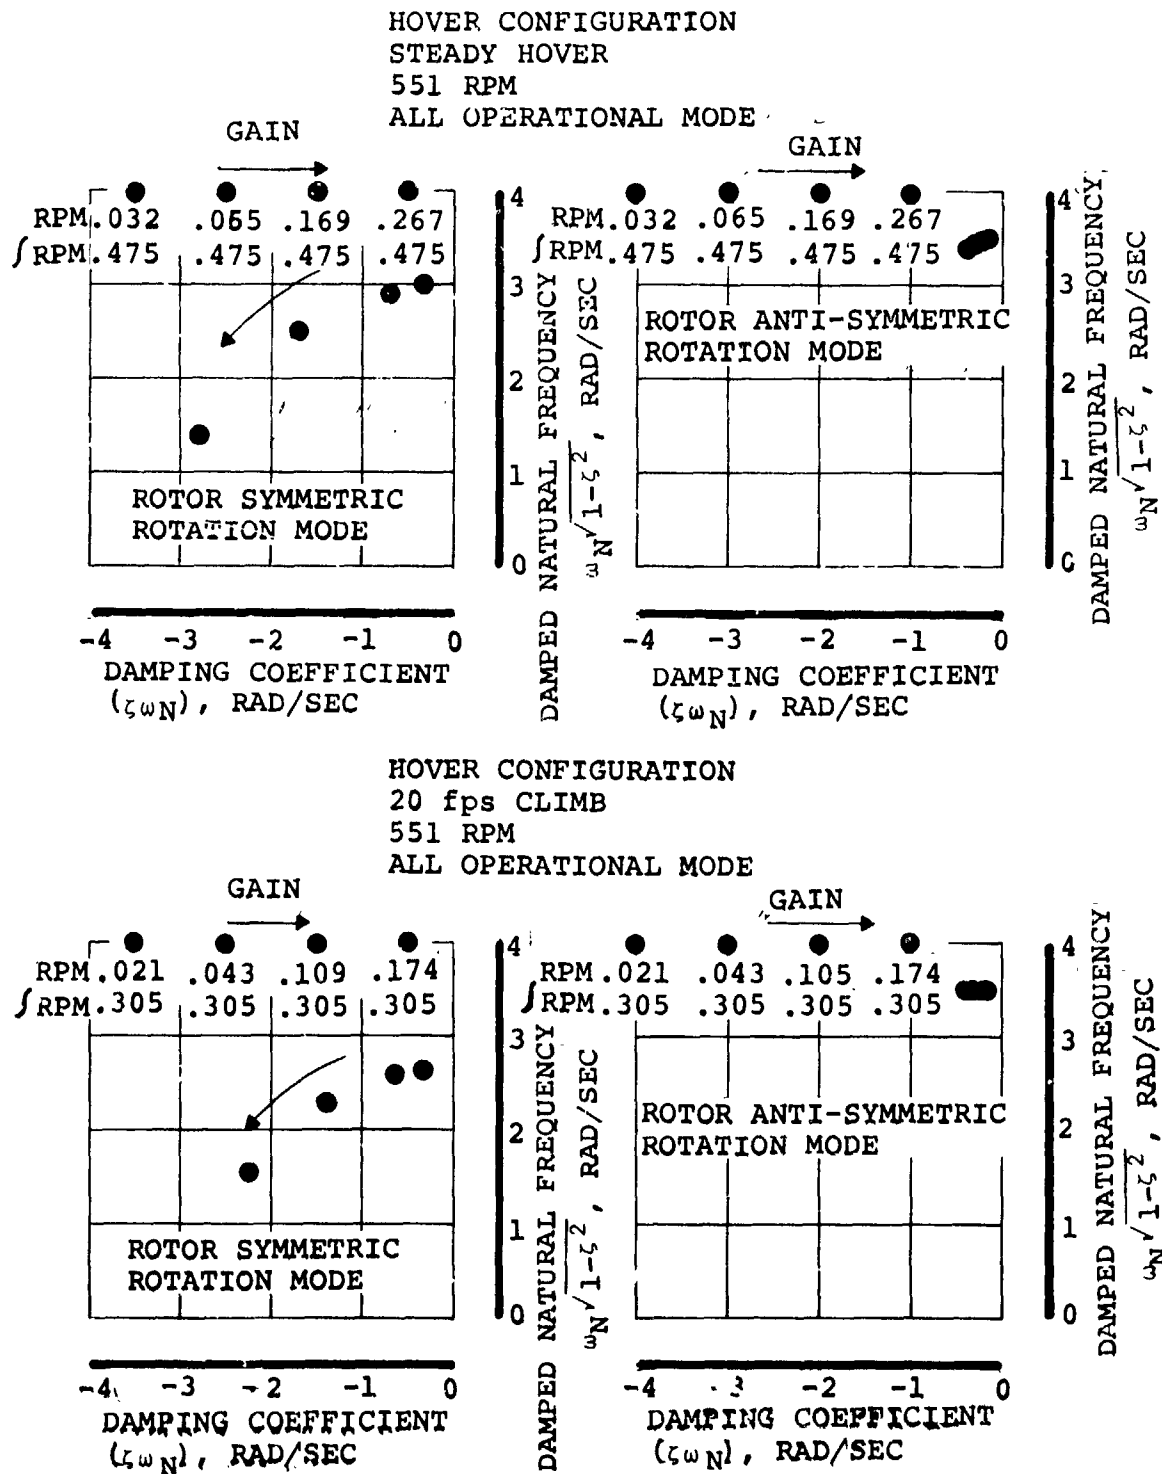 HOVER CONFIGURATION
STEADY HOVER
551 RPM
ALL OPERATIONAL MODE
GAIN
RPM .032 .065 .169 .267
∫RPM .475 .475 .475 .475
ROTOR SYMMETRIC
ROTATION MODE
4
3
2
1
0
DAMPED NATURAL FREQUENCY
ω_N√1-ζ², RAD/SEC
-4 -3 -2 -1 0
DAMPING COEFFICIENT
(ζω_N), RAD/SEC
GAIN
RPM .032 .065 .169 .267
∫RPM .475 .475 .475 .475
ROTOR ANTI-SYMMETRIC
ROTATION MODE
4
3
2
1
0
DAMPED NATURAL FREQUENCY
ω_N√1-ζ², RAD/SEC
-4 -3 -2 -1 0
DAMPING COEFFICIENT
(ζω_N), RAD/SEC
HOVER CONFIGURATION
20 fps CLIMB
551 RPM
ALL OPERATIONAL MODE
GAIN
RPM .021 .043 .109 .174
∫RPM .305 .305 .305 .305
ROTOR SYMMETRIC
ROTATION MODE
4
3
2
1
0
DAMPED NATURAL FREQUENCY
ω_N√1-ζ², RAD/SEC
-4 -3 -2 -1 0
DAMPING COEFFICIENT
(ζω_N), RAD/SEC
GAIN
RPM .021 .043 .105 .174
∫RPM .305 .305 .305 .305
ROTOR ANTI-SYMMETRIC
ROTATION MODE
4
3
2
1
0
DAMPED NATURAL FREQUENCY
ω_N√1-ζ², RAD/SEC
-4 -3 -2 -1 0
DAMPING COEFFICIENT
(ζω_N), RAD/SEC